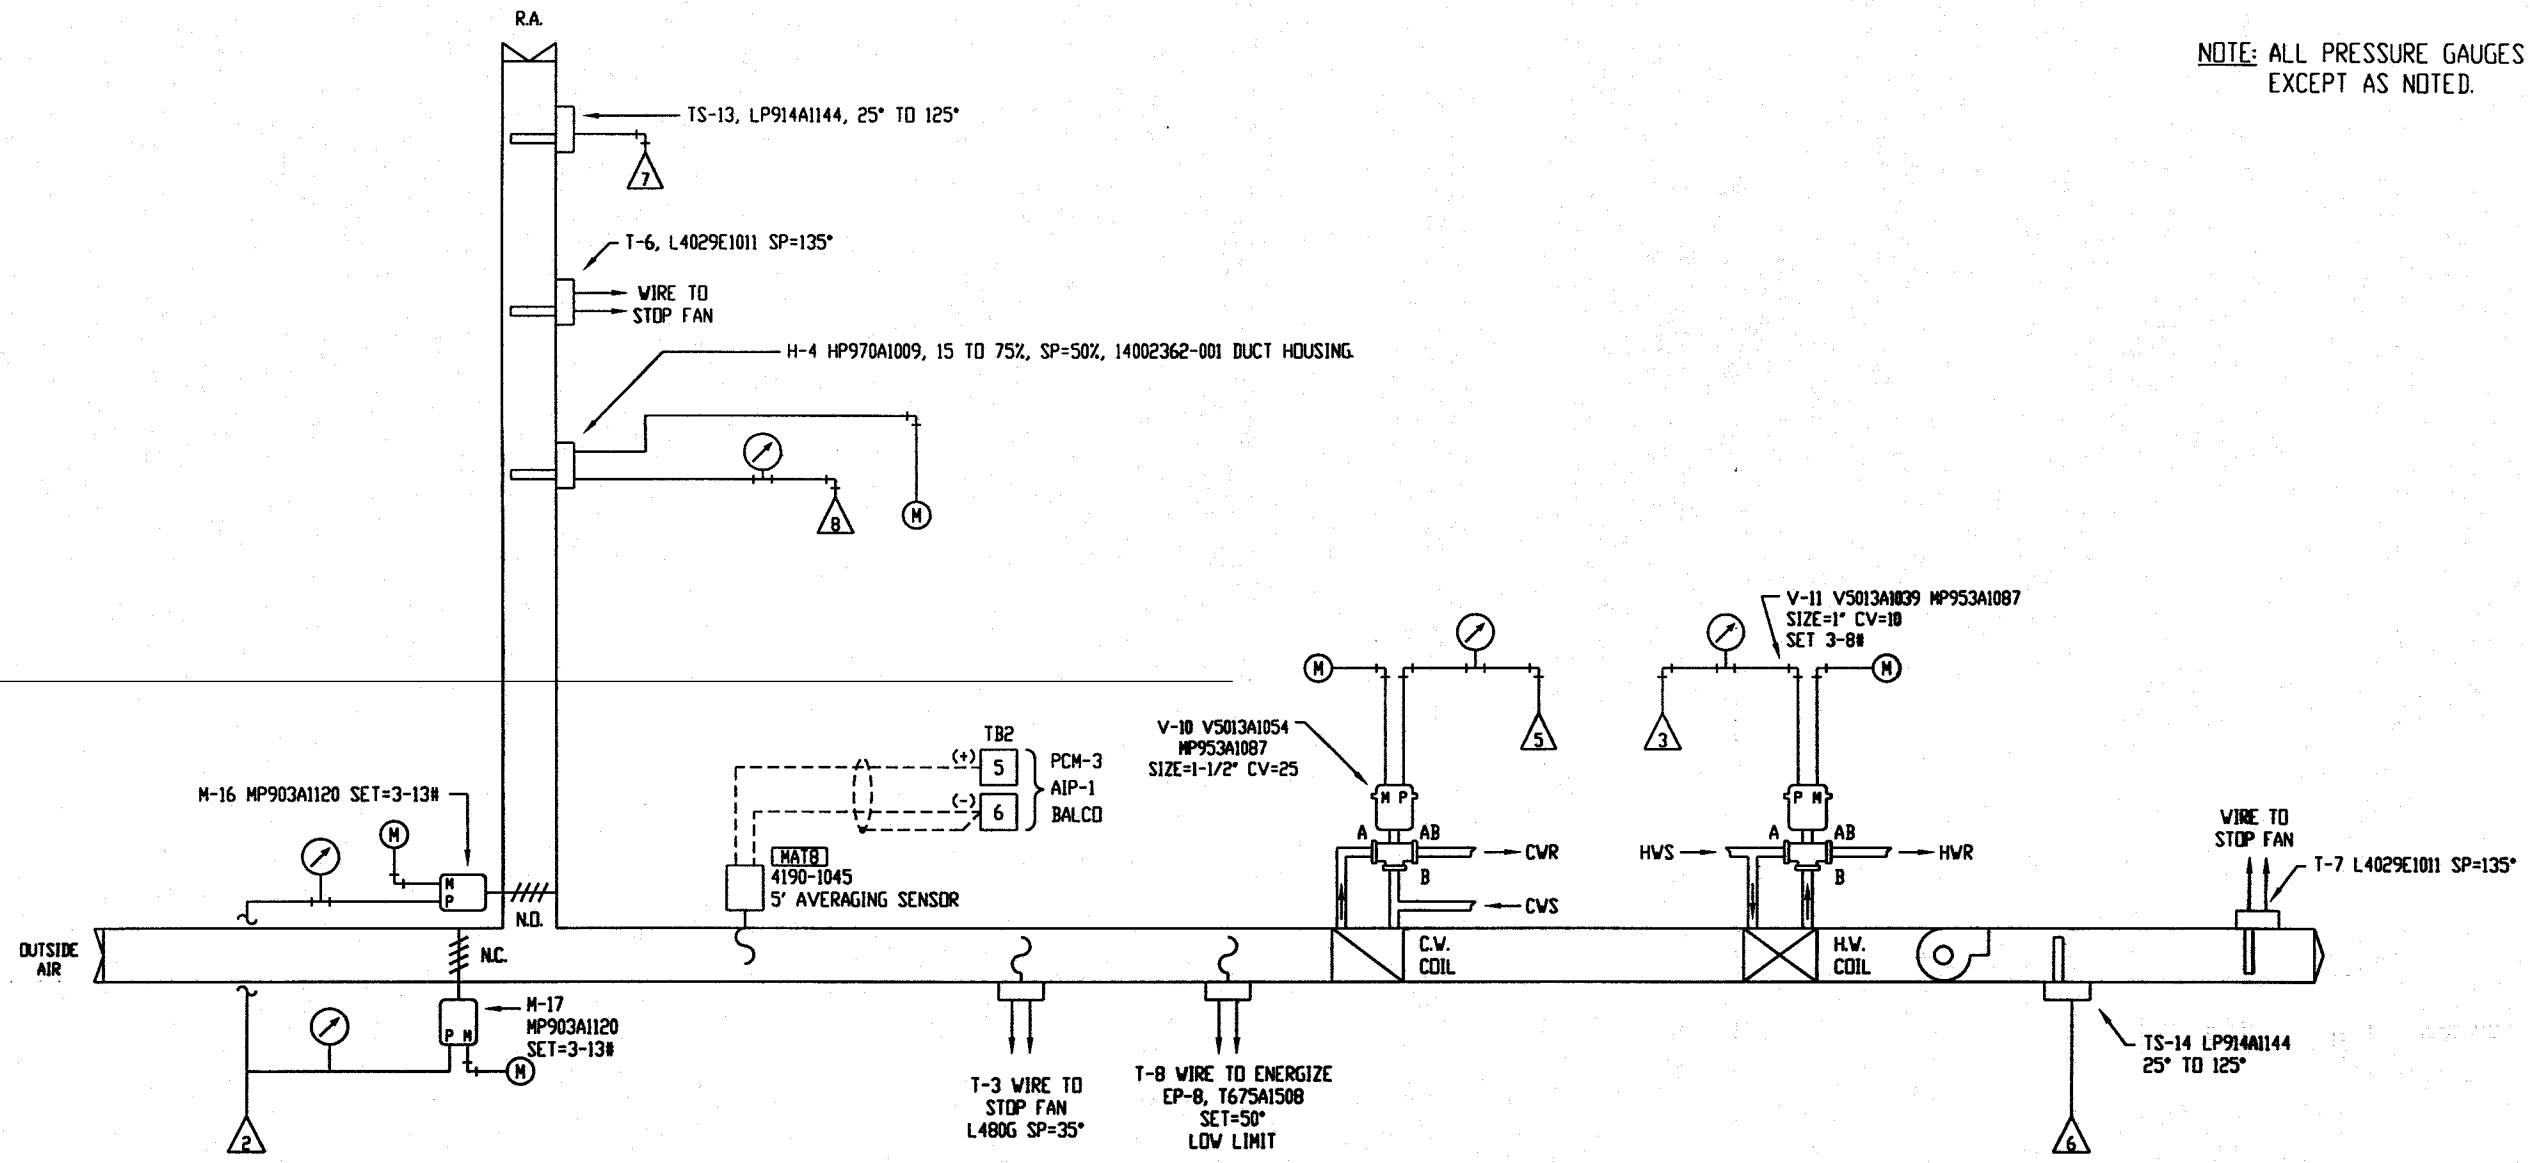 R.A.
NOTE: ALL PRESSURE GAUGES
EXCEPT AS NOTED.
TS-13, LP914A1144, 25° TO 125°
7
T-6, L4029E1011 SP=135°
WIRE TO
STOP FAN
H-4 HP970A1009, 15 TO 75%, SP=50%, 14002362-001 DUCT HOUSING.
8
M
V-11 V5013A1039 MP953A1087
SIZE=1" CV=10
SET 3-8#
M
M
5
3
V-10 V5013A1054
MP953A1087
SIZE=1-1/2" CV=25
M P
P M
A AB
B
CWR
CWS
HWS
A AB
B
HWR
TB2
(+) 5
(-) 6
PCM-3
AIP-1
BALCO
MAT8
4190-1045
5' AVERAGING SENSOR
M-16 MP903A1120 SET=3-13#
M
M
P
N.O.
N.C.
OUTSIDE
AIR
C.W.
COIL
H.W.
COIL
WIRE TO
STOP FAN
T-7 L4029E1011 SP=135°
M-17
MP903A1120
SET=3-13#
P M
M
2
T-3 WIRE TO
STOP FAN
L480G SP=35°
T-8 WIRE TO ENERGIZE
EP-8, T675A1508
SET=50°
LOW LIMIT
TS-14 LP914A1144
25° TO 125°
6